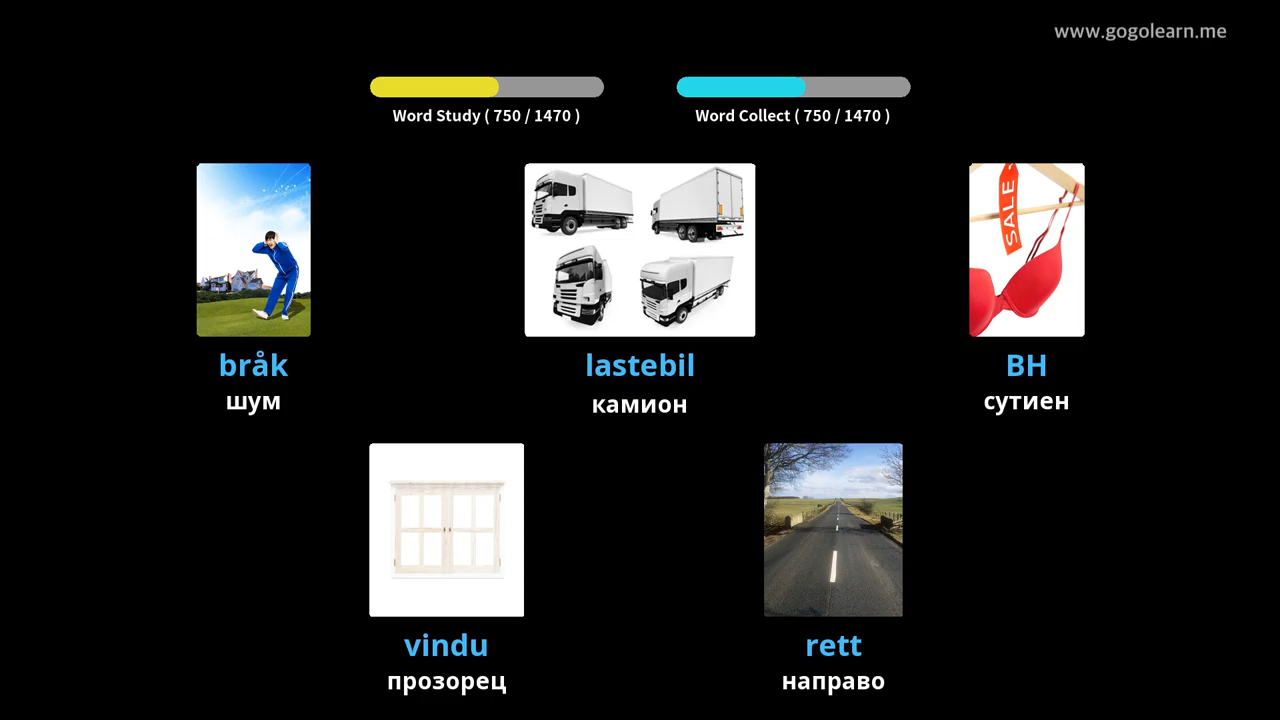 www.gogolearn.me
Word Study ( 750 / 1470 )
Word Collect ( 750 / 1470 )
SALE
bråk
шум
lastebil
камион
BH
сутиен
vindu
прозорец
rett
направо